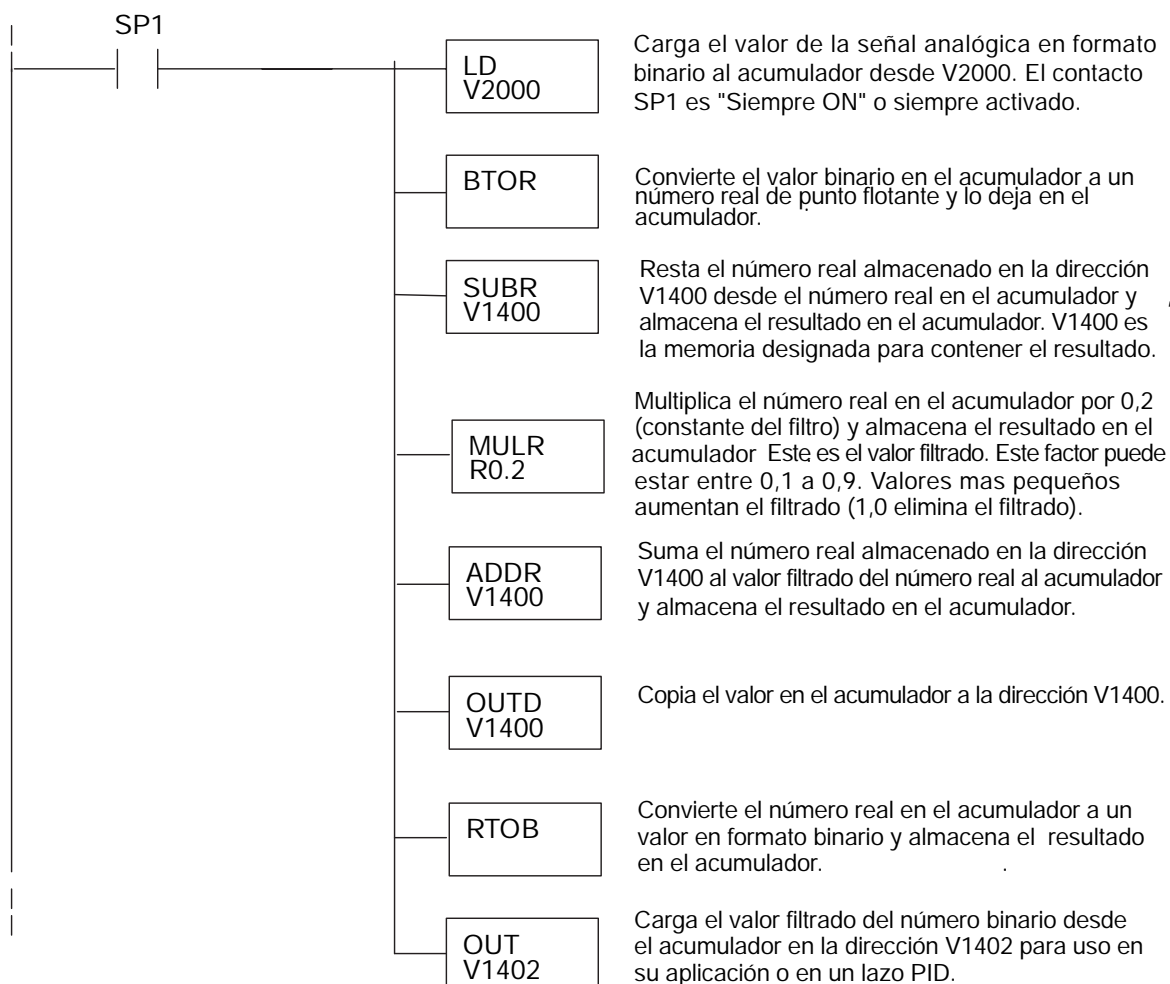 SP1
LD
V2000
Carga el valor de la señal analógica en formato
binario al acumulador desde V2000. El contacto
SP1 es "Siempre ON" o siempre activado.
BTOR
Convierte el valor binario en el acumulador a un
número real de punto flotante y lo deja en el
acumulador.
SUBR
V1400
Resta el número real almacenado en la dirección
V1400 desde el número real en el acumulador y
almacena el resultado en el acumulador. V1400 es
la memoria designada para contener el resultado.
MULR
R0.2
Multiplica el número real en el acumulador por 0,2
(constante del filtro) y almacena el resultado en el
acumulador Este es el valor filtrado. Este factor puede
estar entre 0,1 a 0,9. Valores mas pequeños
aumentan el filtrado (1,0 elimina el filtrado).
ADDR
V1400
Suma el número real almacenado en la dirección
V1400 al valor filtrado del número real al acumulador
y almacena el resultado en el acumulador.
OUTD
V1400
Copia el valor en el acumulador a la dirección V1400.
RTOB
Convierte el número real en el acumulador a un
valor en formato binario y almacena el resultado
en el acumulador.
OUT
V1402
Carga el valor filtrado del número binario desde
el acumulador en la dirección V1402 para uso en
su aplicación o en un lazo PID.